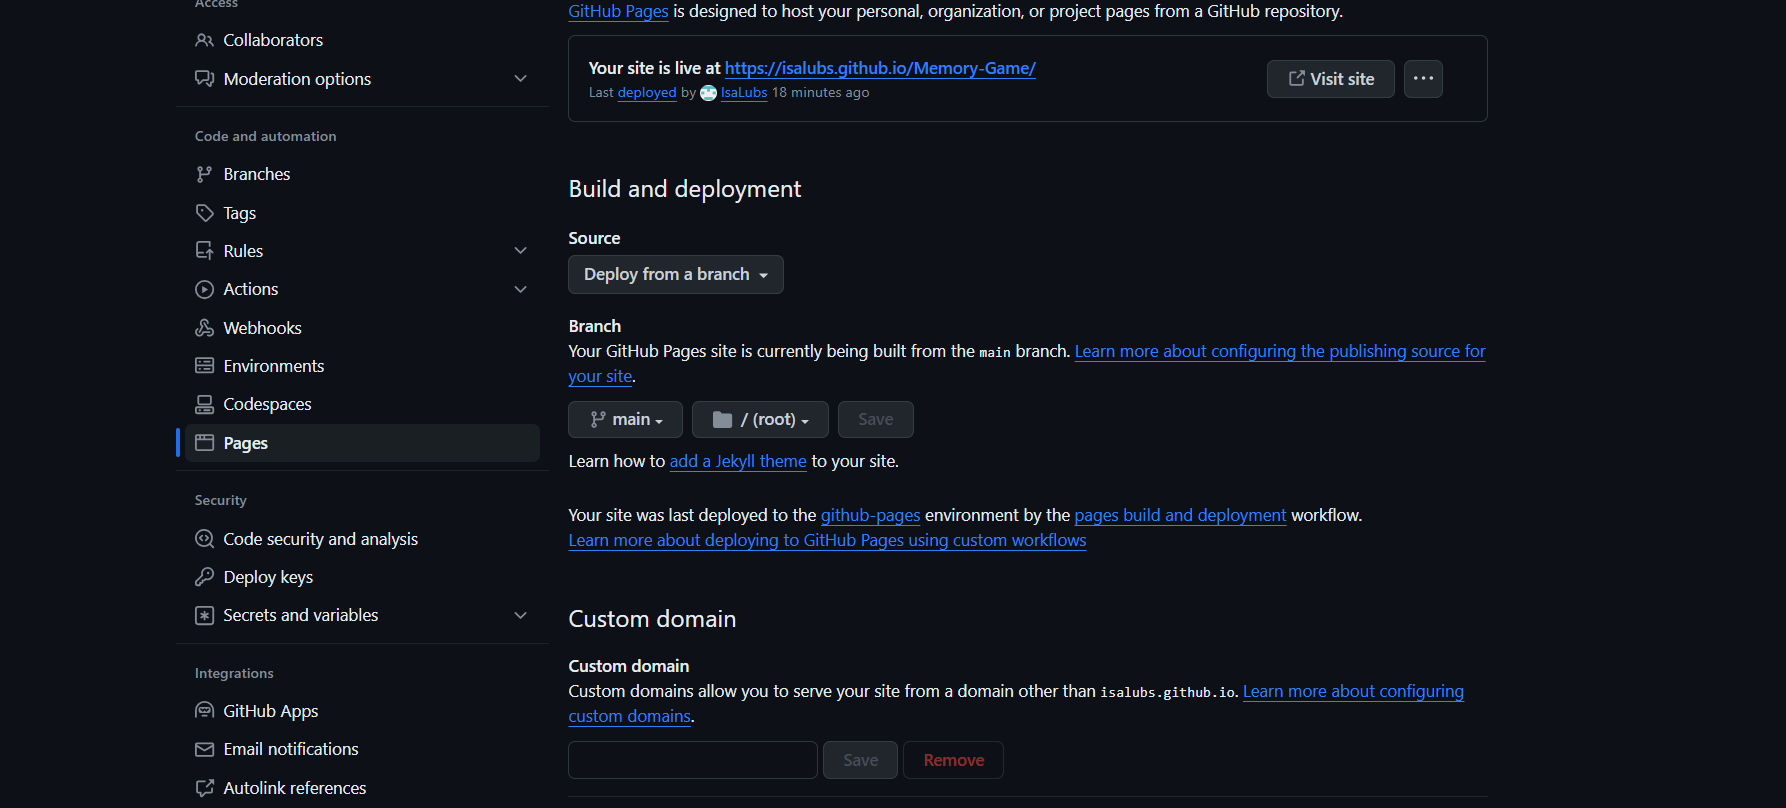 Access
Collaborators
Moderation options
Code and automation
Branches
Tags
Rules
Actions
Webhooks
Environments
Codespaces
Pages
Security
Code security and analysis
Deploy keys
Secrets and variables
Integrations
GitHub Apps
Email notifications
Autolink references
GitHub Pages is designed to host your personal, organization, or project pages from a GitHub repository.
Your site is live at https://isalubs.github.io/Memory-Game/
Last deployed by IsaLubs 18 minutes ago
Visit site
Build and deployment
Source
Deploy from a branch
Branch
Your GitHub Pages site is currently being built from the main branch. Learn more about configuring the publishing source for
your site.
main / (root) Save
Learn how to add a Jekyll theme to your site.
Your site was last deployed to the github-pages environment by the pages build and deployment workflow.
Learn more about deploying to GitHub Pages using custom workflows
Custom domain
Custom domain
Custom domains allow you to serve your site from a domain other than isalubs.github.io. Learn more about configuring
custom domains.
Save Remove